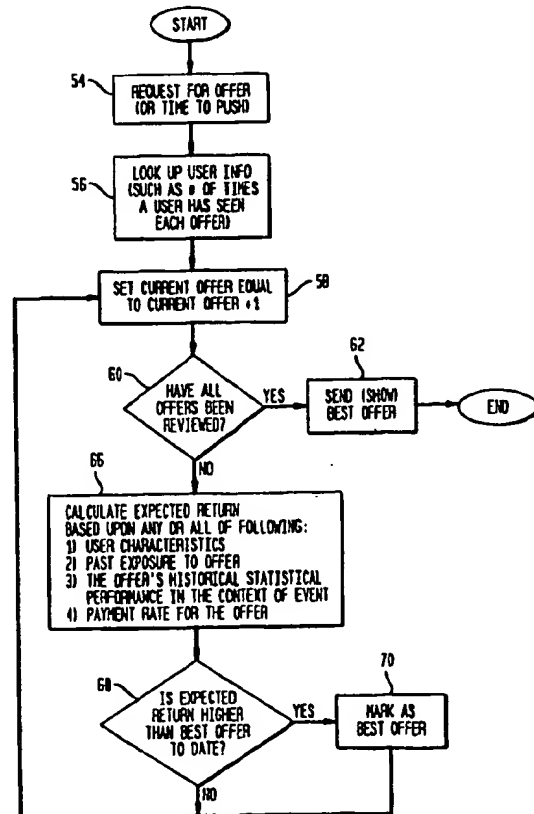 START
54
REQUEST FOR OFFER
(OR TIME TO PUSH)
56
LOOK UP USER INFO
(SUCH AS # OF TIMES
A USER HAS SEEN
EACH OFFER)
SET CURRENT OFFER EQUAL
TO CURRENT OFFER +1
58
60
HAVE ALL
OFFERS BEEN
REVIEWED?
YES
62
SEND (SHOW)
BEST OFFER
END
NO
66
CALCULATE EXPECTED RETURN
BASED UPON ANY OR ALL OF FOLLOWING:
1) USER CHARACTERISTICS
2) PAST EXPOSURE TO OFFER
3) THE OFFER'S HISTORICAL STATISTICAL
PERFORMANCE IN THE CONTEXT OF EVENT
4) PAYMENT RATE FOR THE OFFER
68
IS EXPECTED
RETURN HIGHER
THAN BEST OFFER
TO DATE?
YES
70
MARK AS
BEST OFFER
NO